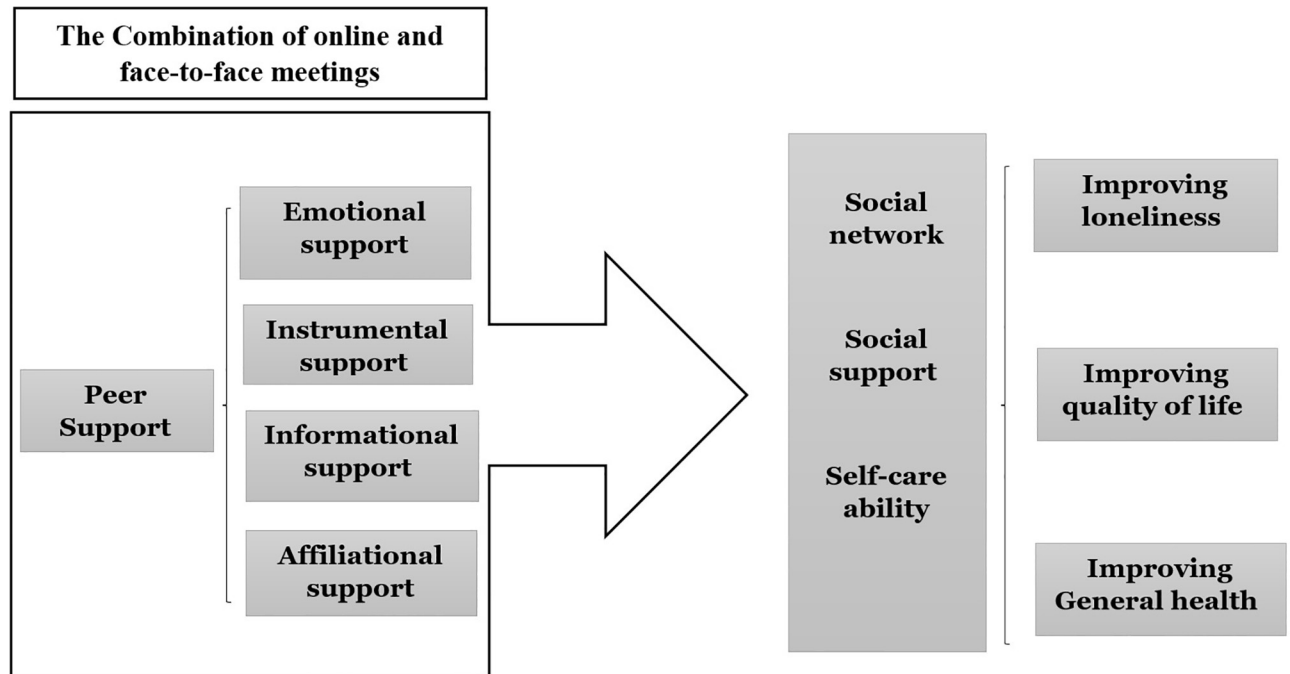 The Combination of online and
face-to-face meetings
Peer
Support
Emotional
support
Instrumental
support
Informational
support
Affiliational
support
Social
network
Social
support
Self-care
ability
Improving
loneliness
Improving
quality of life
Improving
General health